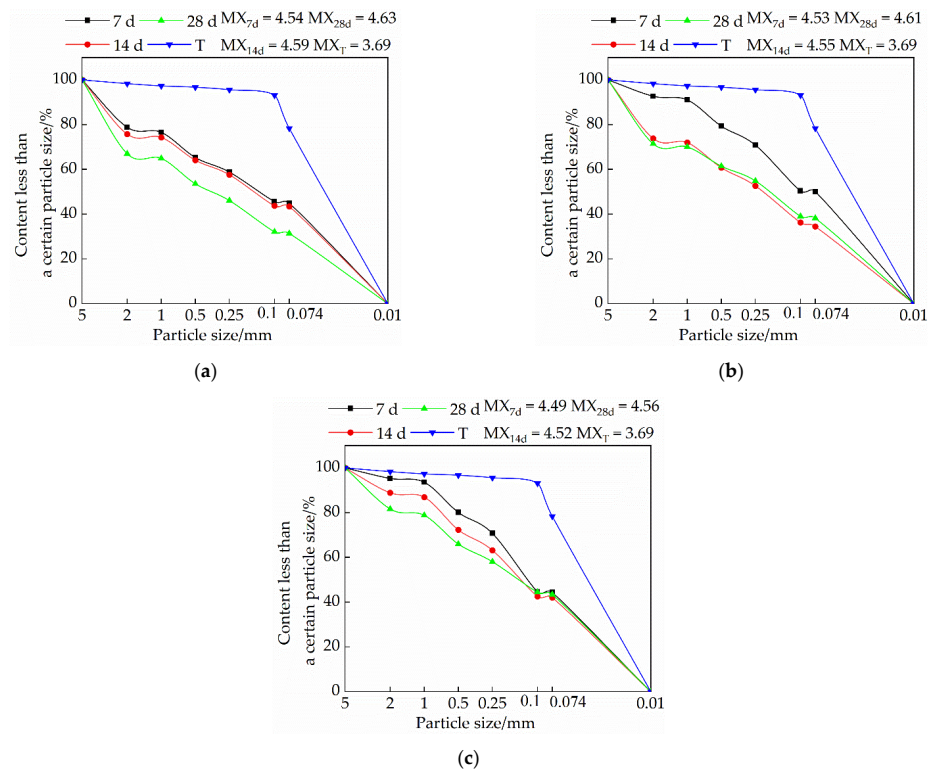 7 d 28 d MX7d = 4.54 MX28d = 4.63
14 d T MX14d = 4.59 MXT = 3.69
100
80
60
40
20
0
Content less than
a certain particle size/%
5 2 1 0.5 0.25 0.1 0.074 0.01
Particle size/mm
(a)
7 d 28 d MX7d = 4.53 MX28d = 4.61
14 d T MX14d = 4.55 MXT = 3.69
100
80
60
40
20
0
Content less than
a certain particle size/%
5 2 1 0.5 0.25 0.1 0.074 0.01
Particle size/mm
(b)
7 d 28 d MX7d = 4.49 MX28d = 4.56
14 d T MX14d = 4.52 MXT = 3.69
100
80
60
40
20
0
Content less than
a certain particle size/%
5 2 1 0.5 0.25 0.1 0.074 0.01
Particle size/mm
(c)